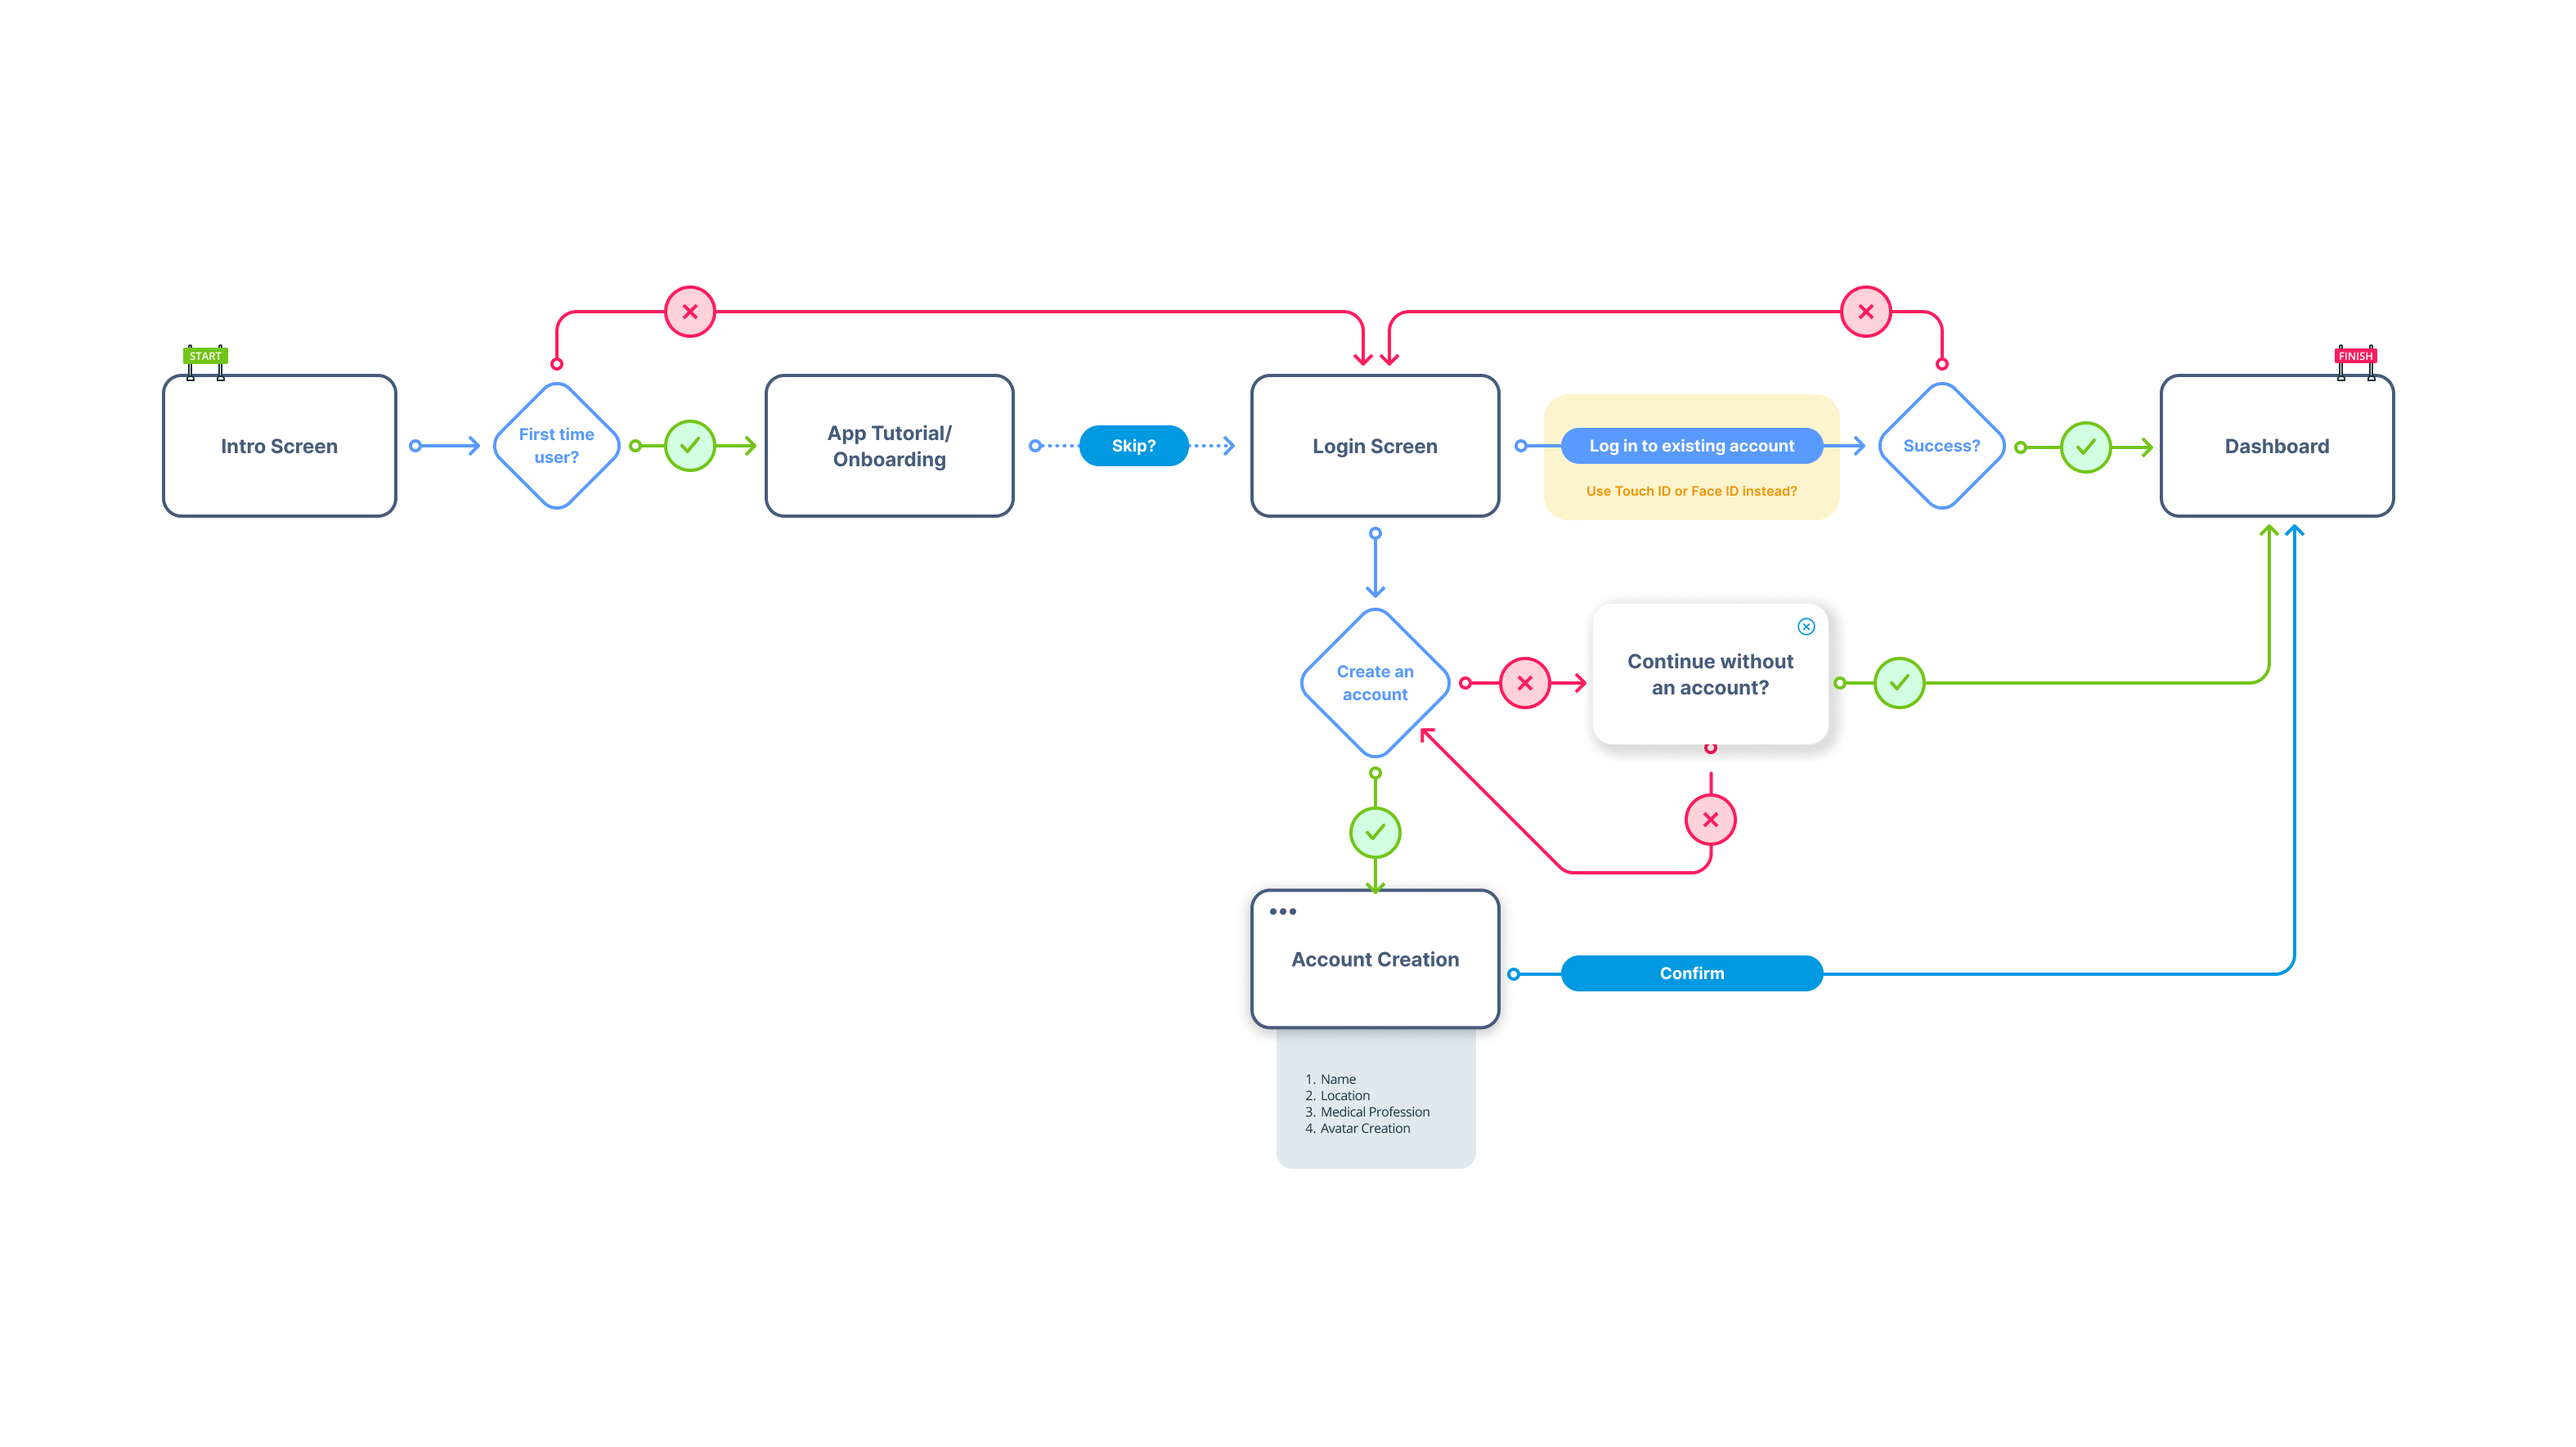 START
FINISH
Intro Screen
First time
user?
App Tutorial/
Onboarding
Skip?
Login Screen
Log in to existing account
Use Touch ID or Face ID instead?
Success?
Dashboard
Create an
account
Continue without
an account?
Account Creation
Confirm
1. Name
2. Location
3. Medical Profession
4. Avatar Creation